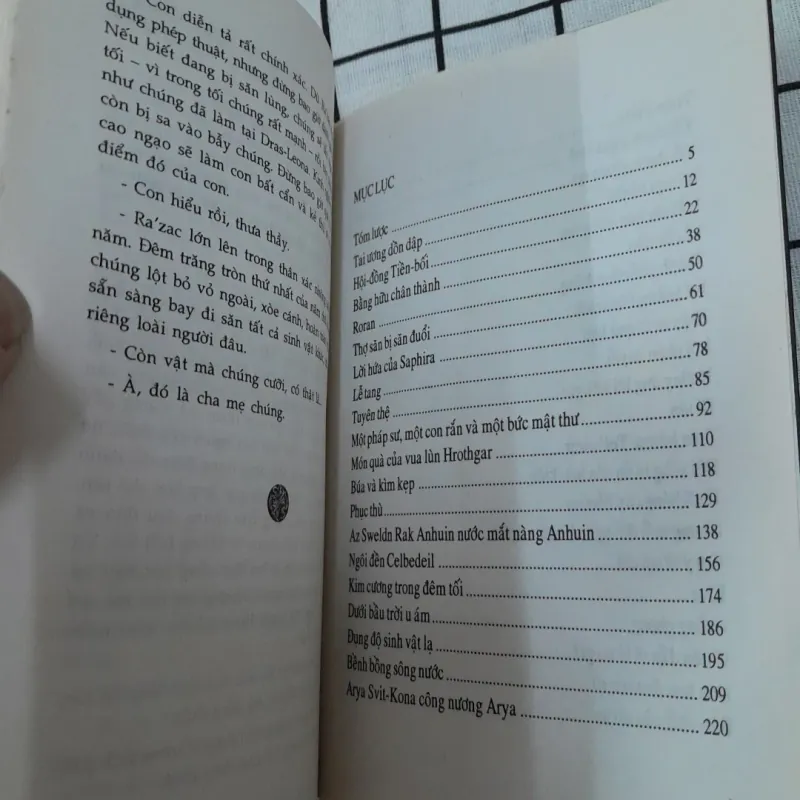 Con diễn tả rất chính xác. Dù
dụng phép thuật, nhưng đừng bao giờ
Nếu biết đang bị săn lùng, chúng sẽ
tối – vì trong tối chúng rất mạnh –
như chúng đã làm tại Dras-Leona.
còn bị sa vào bẫy chúng. Đừng bao giờ
cao ngạo sẽ làm con bất cẩn và kẻ
điểm đó của con.
- Con hiểu rồi, thưa thầy.
- Ra’zac lớn lên trong thân xác
năm. Đêm trăng tròn thứ nhất của năm
chúng lột bỏ vỏ ngoài, xòe cánh, hoàn
sẵn sàng bay đi săn tất cả sinh vật
riêng loài người đâu.
- Còn vật mà chúng cưỡi, có thật
- À, đó là cha mẹ chúng.
MỤC LỤC
Tóm lược 5
Tai ương dồn dập 12
Hội-đồng Tiền-bối 22
Bằng hữu chân thành 38
Roran 50
Thợ săn bị săn đuổi 61
Lời hứa của Saphira 70
Lễ tang 78
Tuyên thệ 85
Một pháp sư, một con rắn và một bức mật thư 92
Món quà của vua lùn Hrothgar 110
Búa và kìm kẹp 118
Phục thù 129
Az Sweldn Rak Anhuin nước mắt nàng Anhuin 138
Ngôi đền Celbedeil 156
Kim cương trong đêm tối 174
Dưới bầu trời u ám 186
Đụng độ sinh vật lạ 195
Bềnh bồng sông nước 209
Arya Svit-Kona công nương Arya 220